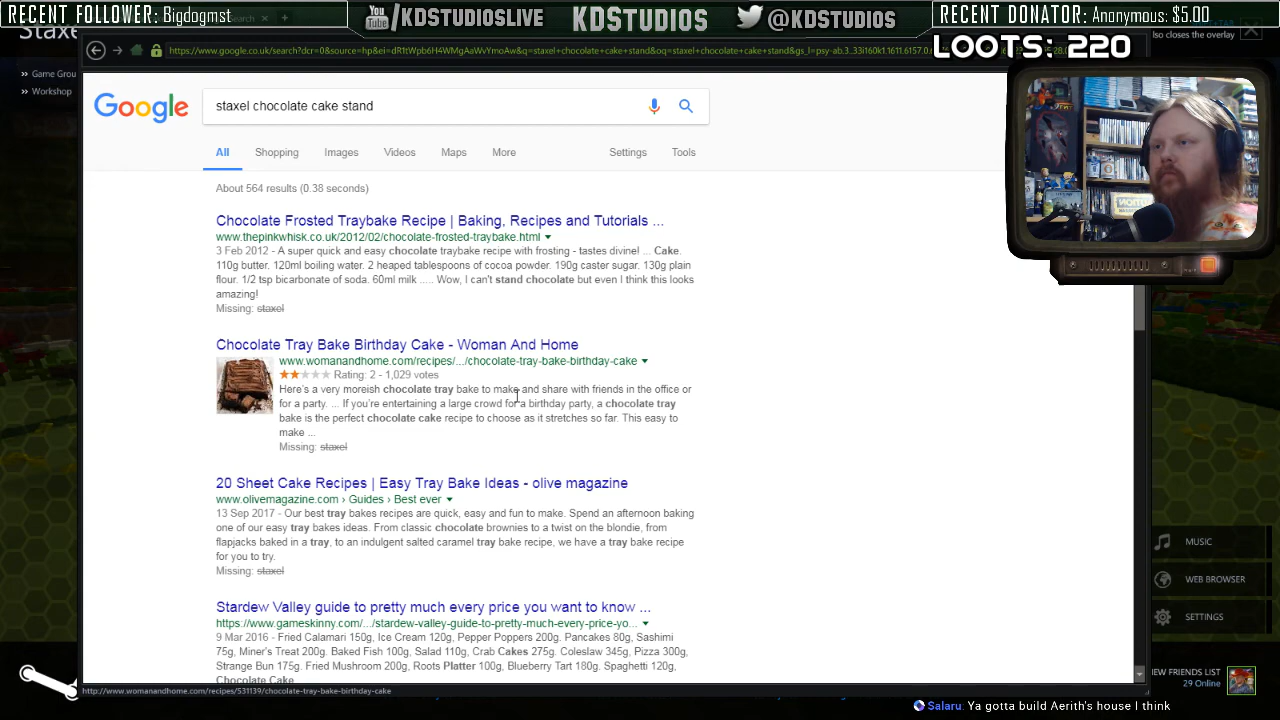 RECENT FOLLOWER: Bigdogmst
/KDSTUDIOSLIVE
KDSTUDIOS
@KDSTUDIOS
RECENT DONATOR: Anonymous: $5.00
lso closes the overlay
LOOTS: 220
Staxe
Game Grou
Workshop
Google
staxel chocolate cake stand
All Shopping Images Videos Maps More Settings Tools
About 564 results (0.38 seconds)
Chocolate Frosted Traybake Recipe | Baking, Recipes and Tutorials ...
www.thepinkwhisk.co.uk/2012/02/chocolate-frosted-traybake.html
3 Feb 2012 - A super quick and easy chocolate traybake recipe with frosting - tastes divine! ... Cake.
110g butter. 120ml boiling water. 2 heaped tablespoons of cocoa powder. 190g caster sugar. 130g plain
flour. 1/2 tsp bicarbonate of soda. 60ml milk ..... Wow, I can't stand chocolate but even I think this looks
amazing!
Missing: staxel
Chocolate Tray Bake Birthday Cake - Woman And Home
www.womanandhome.com/recipes/.../chocolate-tray-bake-birthday-cake
Rating: 2 - 1,029 votes
Here's a very moreish chocolate tray bake to make and share with friends in the office or
for a party. ... If you're entertaining a large crowd for a birthday party, a chocolate tray
bake is the perfect chocolate cake recipe to choose as it stretches so far. This easy to
make ...
Missing: staxel
20 Sheet Cake Recipes | Easy Tray Bake Ideas - olive magazine
www.olivemagazine.com › Guides › Best ever
13 Sep 2017 - Our best tray bakes recipes are quick, easy and fun to make. Spend an afternoon baking
one of our easy tray bakes ideas. From classic chocolate brownies to a twist on the blondie, from
flapjacks baked in a tray, to an indulgent salted caramel tray bake recipe, we have a tray bake recipe
for you to try.
Missing: staxel
Stardew Valley guide to pretty much every price you want to know ...
https://www.gameskinny.com/.../stardew-valley-guide-to-pretty-much-every-price-yo...
9 Mar 2016 - Fried Calamari 150g, Ice Cream 120g, Pepper Poppers 200g. Pancakes 80g, Sashimi
75g, Miner's Treat 200g. Baked Fish 100g, Salad 110g, Crab Cakes 275g. Coleslaw 345g, Pizza 300g,
Strange Bun 175g. Fried Mushroom 200g, Roots Platter 100g, Blueberry Tart 180g. Spaghetti 120g,
Chocolate Cake
http://www.womanandhome.com/recipes/531139/chocolate-tray-bake-birthday-cake
MUSIC
WEB BROWSER
SETTINGS
IEW FRIENDS LIST
29 Online
Salaru: Ya gotta build Aerith's house I think